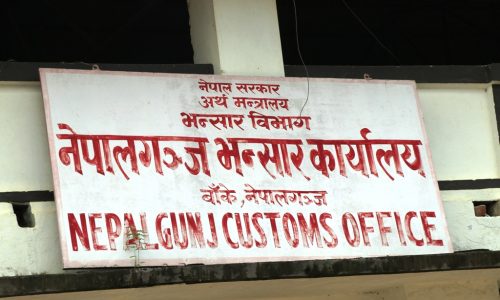 नेपाल सरकार
अर्थ मन्त्रालय
भन्सार विभाग
नेपालगञ्ज भन्सार कार्यालय
बाँके, नेपालगञ्ज
NEPALGUNJ CUSTOMS OFFICE